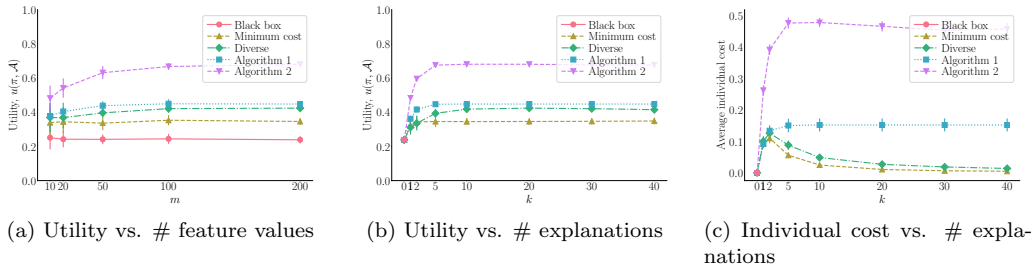 1.0
0.8
0.6
0.4
0.2
0.0
Utility, u(π, A)
10 20 50 100 200
m
Black box
Minimum cost
Diverse
Algorithm 1
Algorithm 2
(a) Utility vs. # feature values
1.0
0.8
0.6
0.4
0.2
0.0
Utility, u(π, A)
0 1 2 5 10 20 30 40
k
Black box
Minimum cost
Diverse
Algorithm 1
Algorithm 2
(b) Utility vs. # explanations
0.5
0.4
0.3
0.2
0.1
0.0
Average individual cost
0 1 2 5 10 20 30 40
k
Black box
Minimum cost
Diverse
Algorithm 1
Algorithm 2
(c) Individual cost vs. # expla-
nations